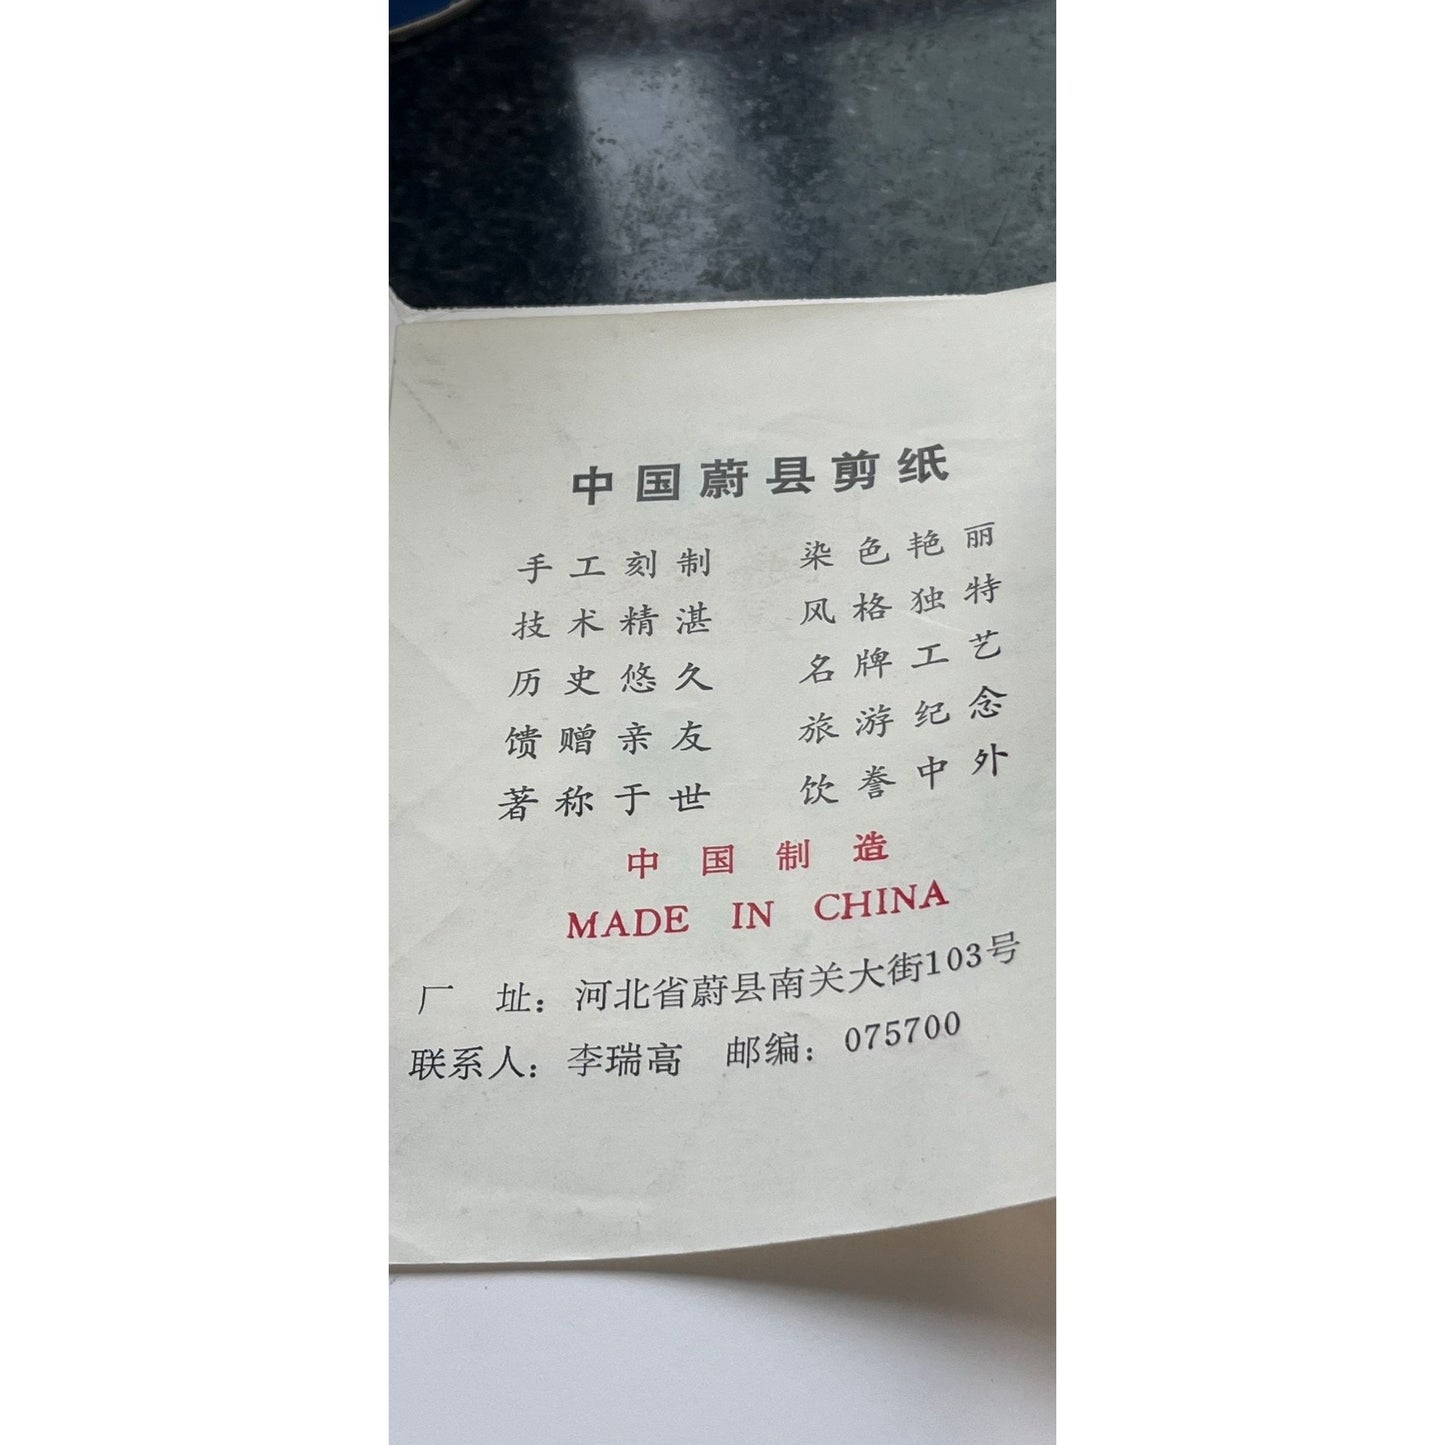 中国蔚县剪纸
手工刻制 染色艳丽
技术精湛 风格独特
历史悠久 名牌工艺
馈赠亲友 旅游纪念
著称于世 饮誉中外
中国制造
MADE IN CHINA
厂 址：河北省蔚县南关大街103号
联系人：李瑞高 邮编：075700